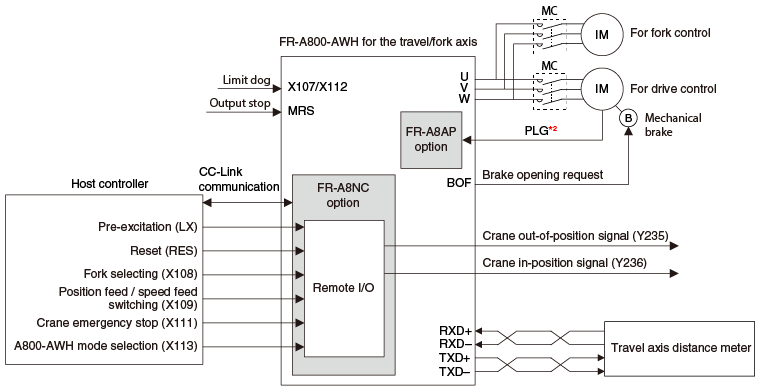 MC
FR-A800-AWH for the travel/fork axis
IM
For fork control
Limit dog
X107/X112
Output stop
MRS
U
V
W
MC
IM
For drive control
B
Mechanical
brake
FR-A8AP
option
PLG*2
BOF
Brake opening request
CC-Link
communication
Host controller
FR-A8NC
option
Pre-excitation (LX)
Reset (RES)
Fork selecting (X108)
Position feed / speed feed
switching (X109)
Crane emergency stop (X111)
A800-AWH mode selection (X113)
Remote I/O
Crane out-of-position signal (Y235)
Crane in-position signal (Y236)
RXD+
RXD−
TXD+
TXD−
Travel axis distance meter